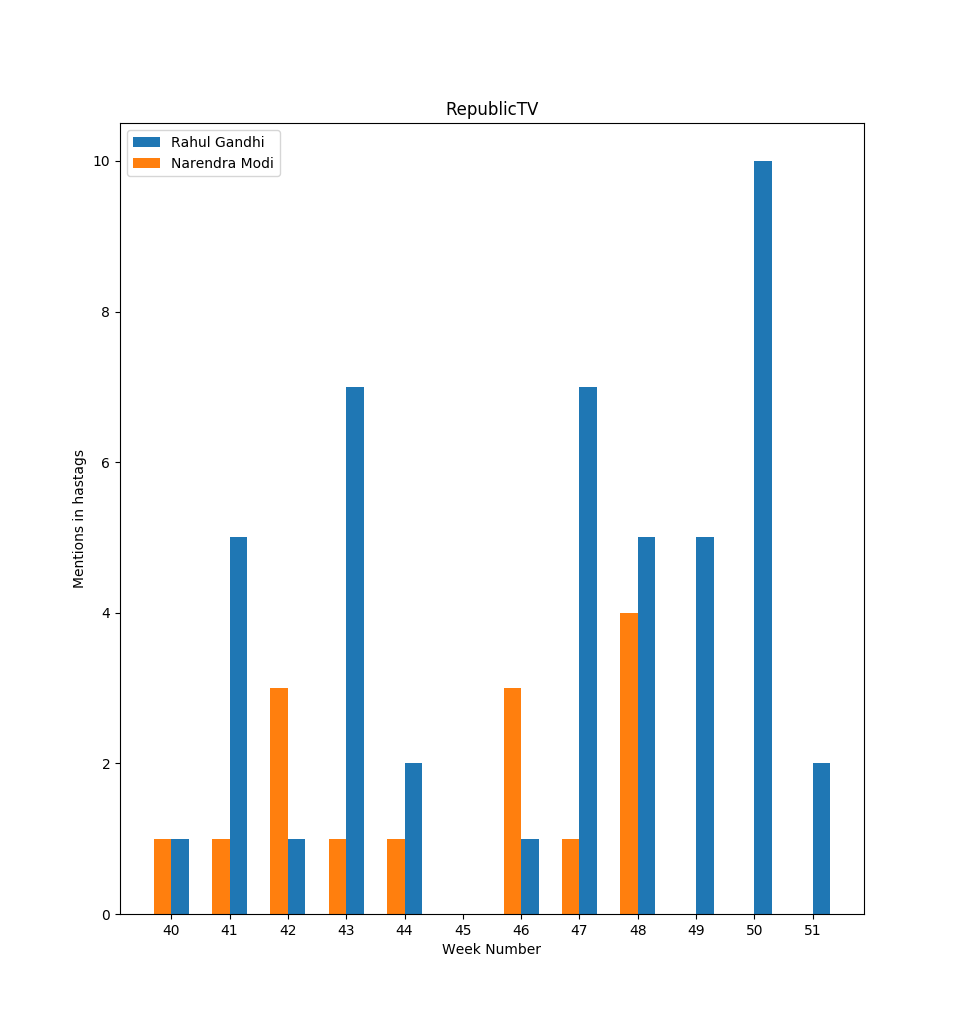 RepublicTV
Rahul Gandhi
Narendra Modi
10
8
6
4
2
0
Mentions in hastags
40 41 42 43 44 45 46 47 48 49 50 51
Week Number